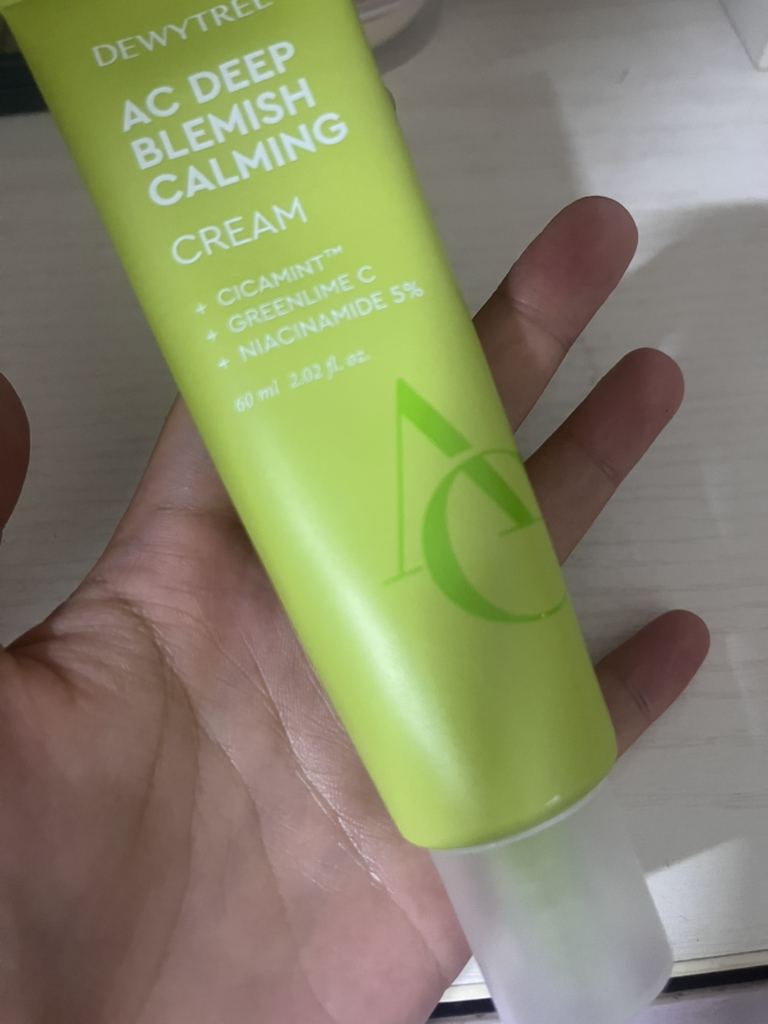 DEWYTREE
AC DEEP
BLEMISH
CALMING
CREAM
+ CICAMINT™
+ GREENLIME C
+ NIACINAMIDE 5%
60 ml 2.02 fl. oz.
AC